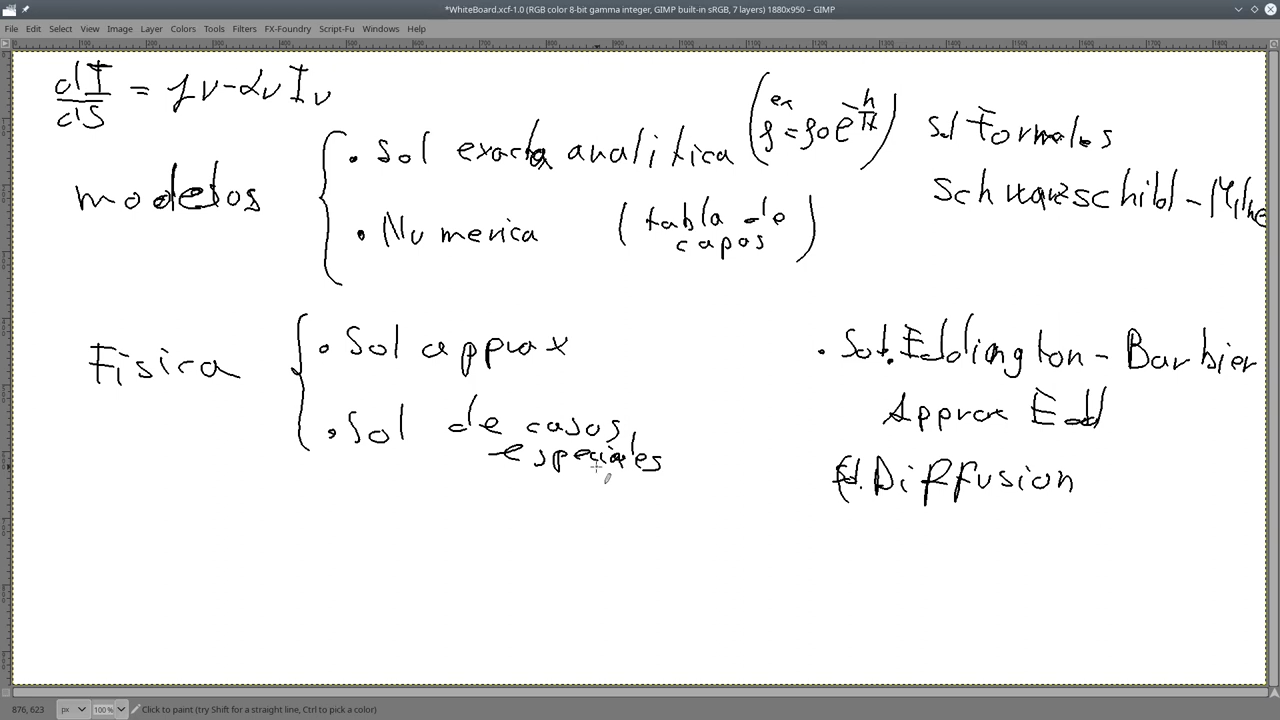 *WhiteBoard.xcf-1.0 (RGB color 8-bit gamma integer, GIMP built-in sRGB, 7 layers) 1880x950 – GIMP
File Edit Select View Image Layer Colors Tools Filters FX-Foundry Script-Fu Windows Help
dI/dS = jν - αν Iν
modelos
• Sol exacta analitica (ex ρ = ρo e^-h/H)
Sol Formales
Schwarzschild - Milne
• Numerica (tabla de capas)
Fisica
• Sol approx
• Sol. Eddington - Barbier
Approx Edd
• Sol de casos especiales
Diffusion
876, 623 px 100% Click to paint (try Shift for a straight line, Ctrl to pick a color)